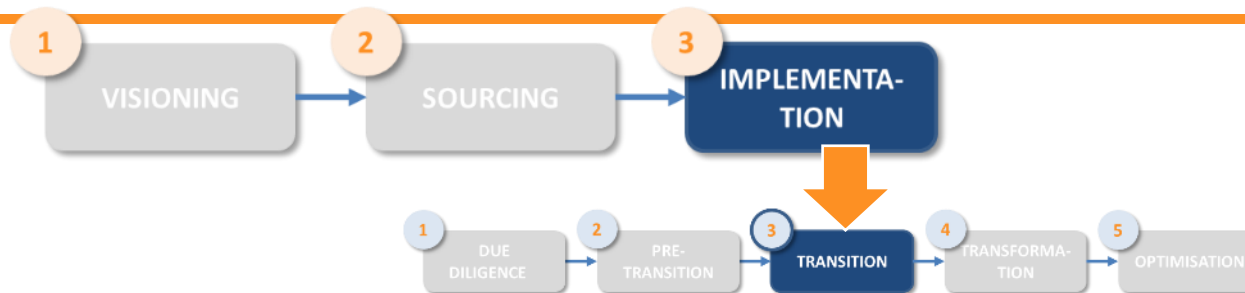 1
VISIONING
2
SOURCING
3
IMPLEMENTA-
TION
1
DUE
DILIGENCE
2
PRE-
TRANSITION
3
TRANSITION
4
TRANSFORMA-
TION
5
OPTIMISATION